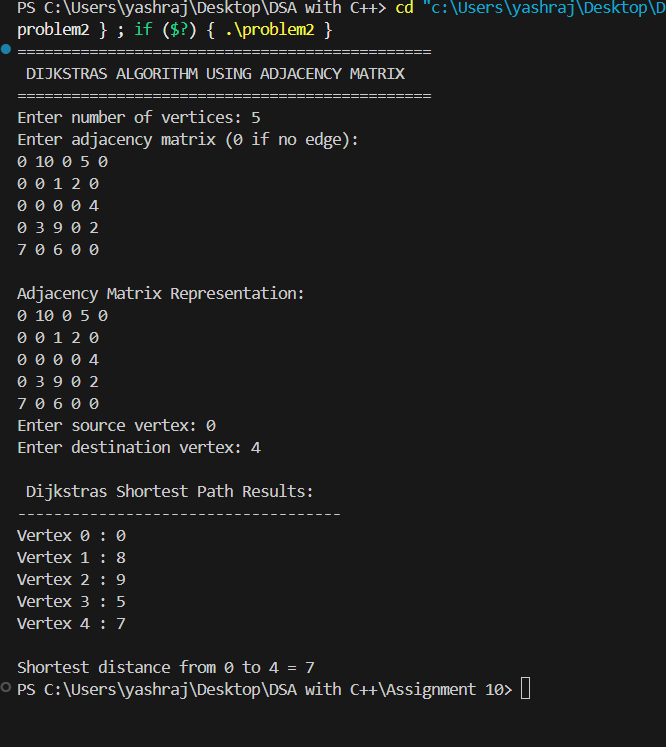 PS C:\Users\yashraj\Desktop\DSA with C++> cd "c:\Users\yashraj\Desktop\D
problem2 } ; if ($?) { .\problem2 }
==============================================
DIJKSTRAS ALGORITHM USING ADJACENCY MATRIX
==============================================
Enter number of vertices: 5
Enter adjacency matrix (0 if no edge):
0 10 0 5 0
0 0 1 2 0
0 0 0 0 4
0 3 9 0 2
7 0 6 0 0
Adjacency Matrix Representation:
0 10 0 5 0
0 0 1 2 0
0 0 0 0 4
0 3 9 0 2
7 0 6 0 0
Enter source vertex: 0
Enter destination vertex: 4
Dijkstras Shortest Path Results:
------------------------------------
Vertex 0 : 0
Vertex 1 : 8
Vertex 2 : 9
Vertex 3 : 5
Vertex 4 : 7
Shortest distance from 0 to 4 = 7
PS C:\Users\yashraj\Desktop\DSA with C++\Assignment 10>